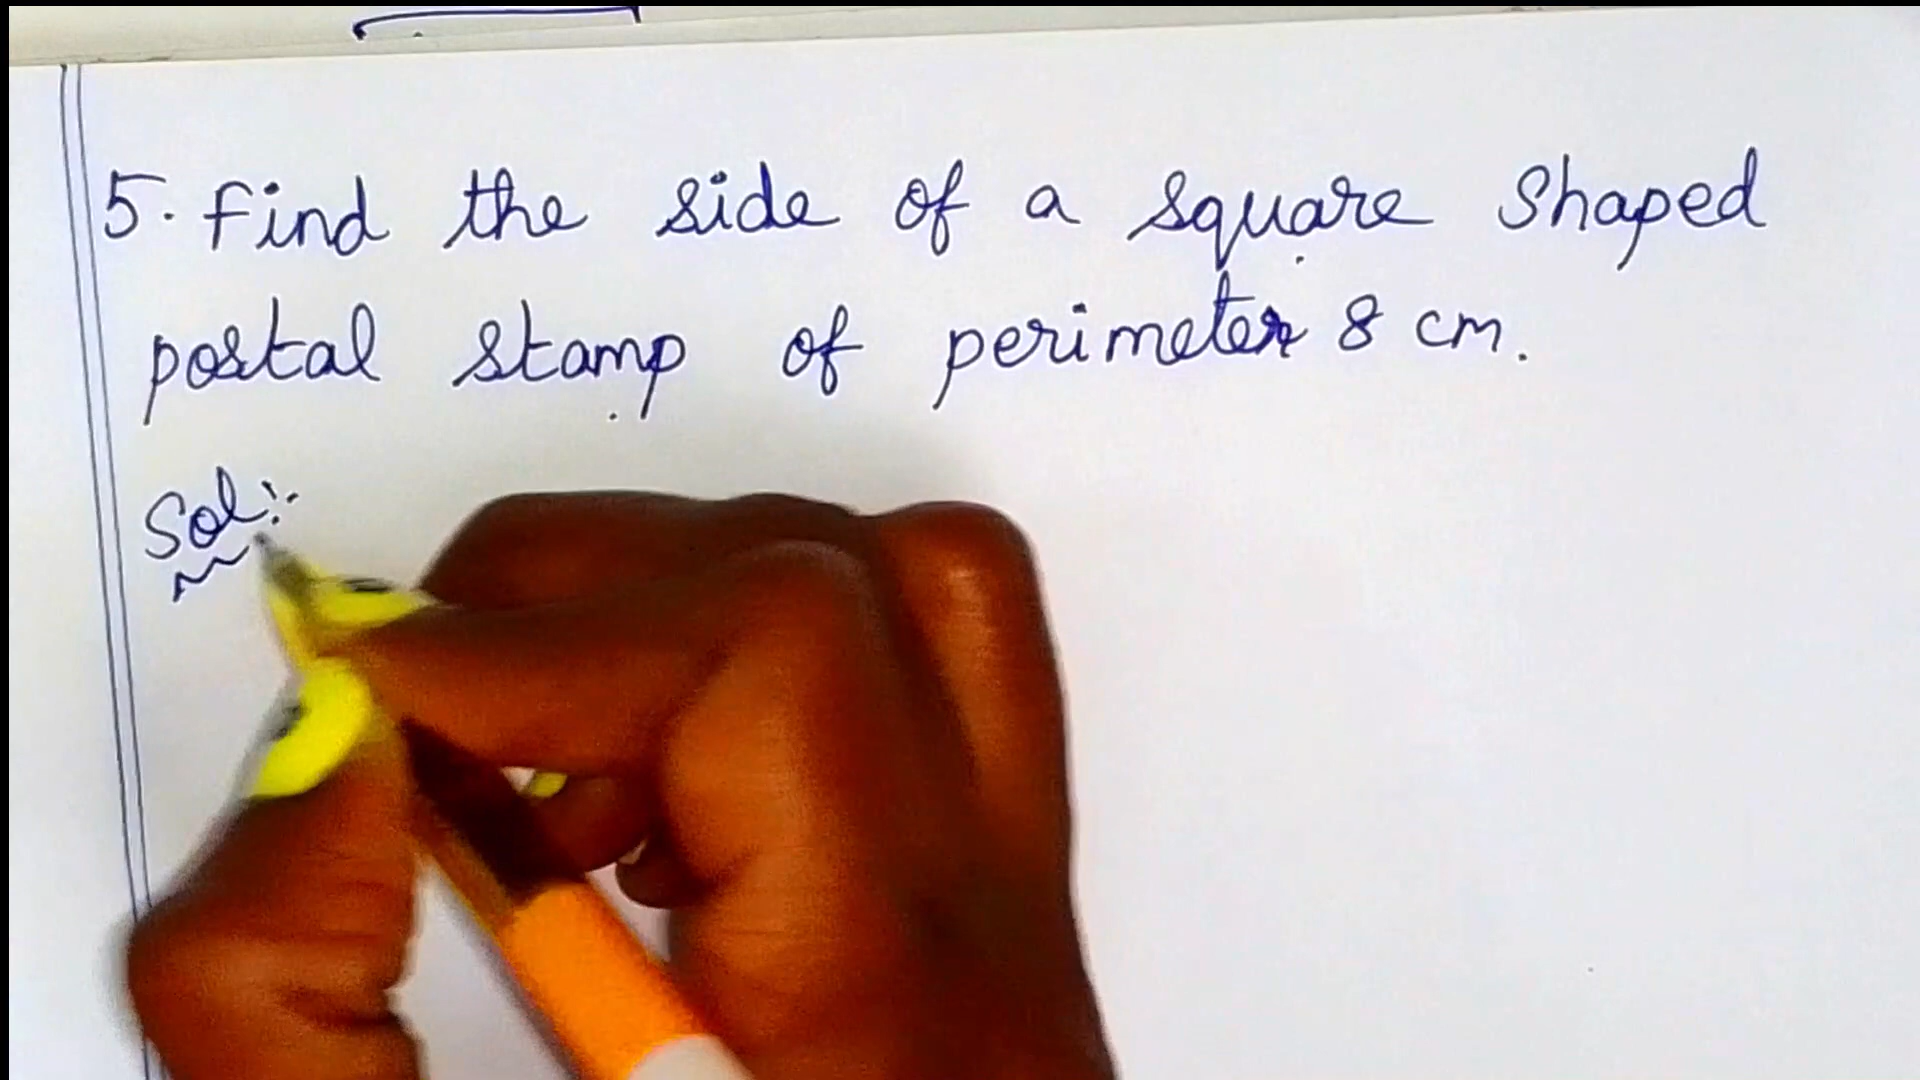 5. Find the side of a square shaped
postal stamp of perimeter 8 cm.
Sol:-